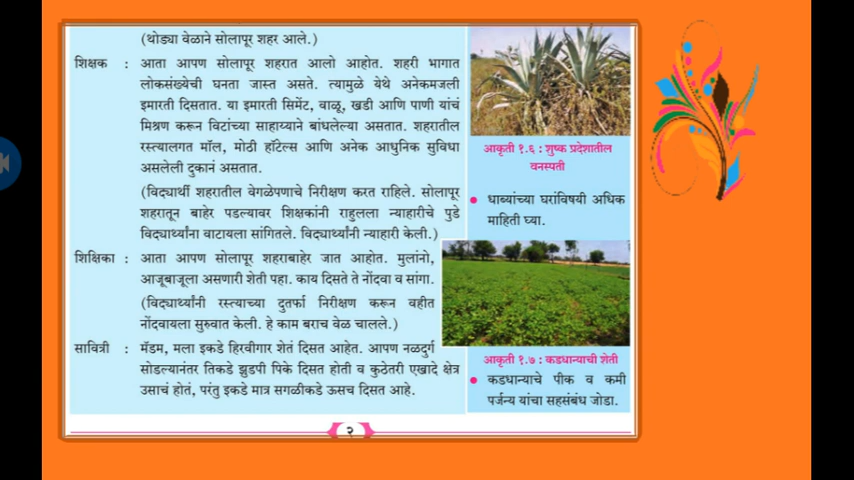 (थोड्या वेळाने सोलापूर शहर आले.)
शिक्षक : आता आपण सोलापूर शहरात आलो आहोत. शहरी भागात
लोकसंख्येची घनता जास्त असते. त्यामुळे येथे अनेकमजली
इमारती दिसतात. या इमारती सिमेंट, वाळू, खडी आणि पाणी यांचं
मिश्रण करून विटांच्या साहाय्याने बांधलेल्या असतात. शहरातील
रस्त्यालगत मॉल, मोठी हॉटेल्स आणि अनेक आधुनिक सुविधा
असलेली दुकानं असतात.
(विद्यार्थी शहरातील वेगळेपणाचे निरीक्षण करत राहिले. सोलापूर
शहरातून बाहेर पडल्यावर शिक्षकांनी राहुलला न्याहारीचे पुडे
विद्यार्थ्यांना वाटायला सांगितले. विद्यार्थ्यांनी न्याहारी केली.)
शिक्षिका : आता आपण सोलापूर शहराबाहेर जात आहोत. मुलांनो,
आजूबाजूला असणारी शेती पहा. काय दिसते ते नोंदवा व सांगा.
(विद्यार्थ्यांनी रस्त्याच्या दुतर्फा निरीक्षण करून वहीत
नोंदवायला सुरुवात केली. हे काम बराच वेळ चालले.)
सावित्री : मॅडम, मला इकडे हिरवीगार शेतं दिसत आहेत. आपण नळदुर्ग
सोडल्यानंतर तिकडे झुडपी पिके दिसत होती व कुठेतरी एखादे क्षेत्र
उसाचं होतं, परंतु इकडे मात्र सगळीकडे ऊसच दिसत आहे.
आकृती १.६ : शुष्क प्रदेशातील
वनस्पती
● धाब्यांच्या घरांविषयी अधिक
माहिती घ्या.
आकृती १.७ : कडधान्याची शेती
● कडधान्याचे पीक व कमी
पर्जन्य यांचा सहसंबंध जोडा.
२